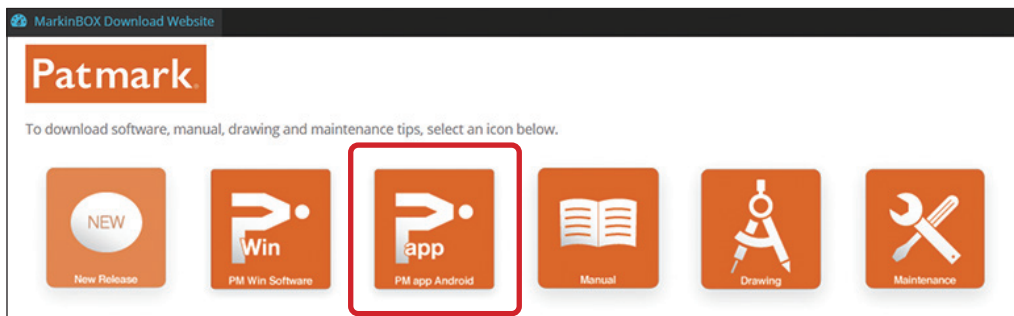 MarkinBOX Download Website
Patmark®
To download software, manual, drawing and maintenance tips, select an icon below.
NEW
New Release
Win
PM Win Software
app
PM app Android
Manual
Drawing
Maintenance